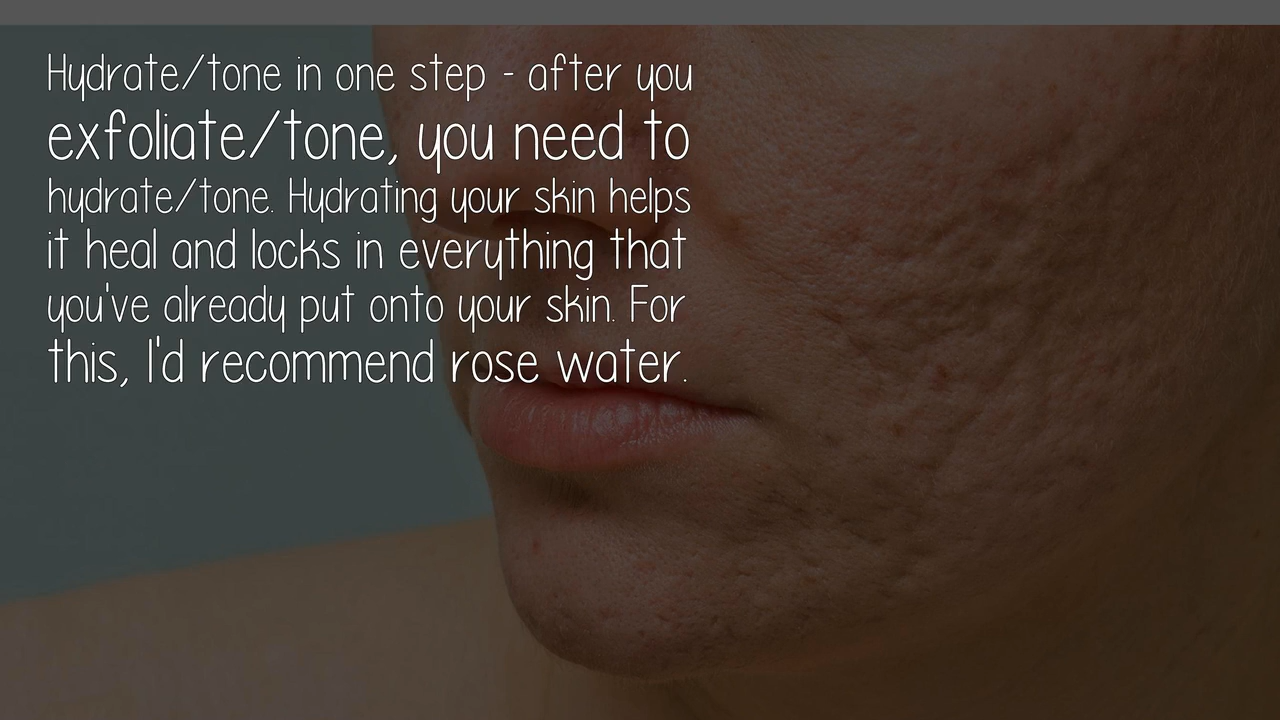 Hydrate/tone in one step - after you
exfoliate/tone, you need to
hydrate/tone. Hydrating your skin helps
it heal and locks in everything that
you've already put onto your skin. For
this, I'd recommend rose water.